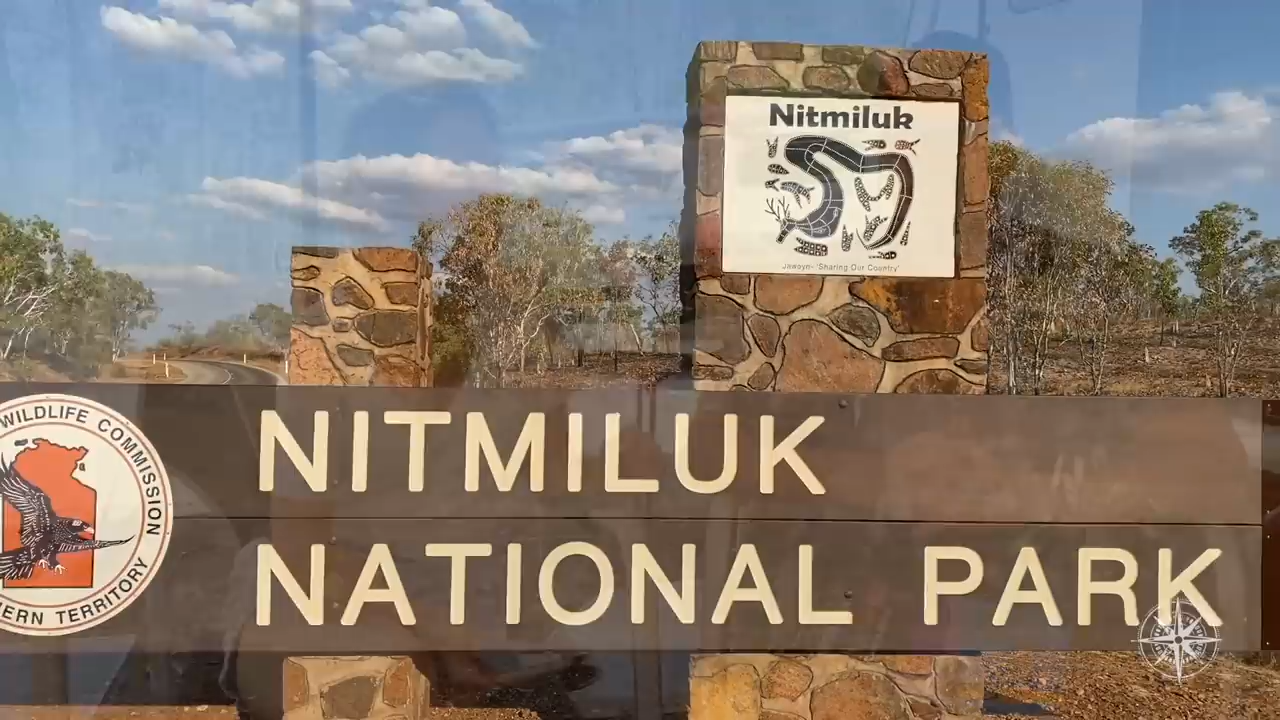 Nitmiluk
Jawoyn- 'Sharing Our Country'
NITMILUK
NATIONAL PARK
WILDLIFE COMMISSION
ERN TERRITORY